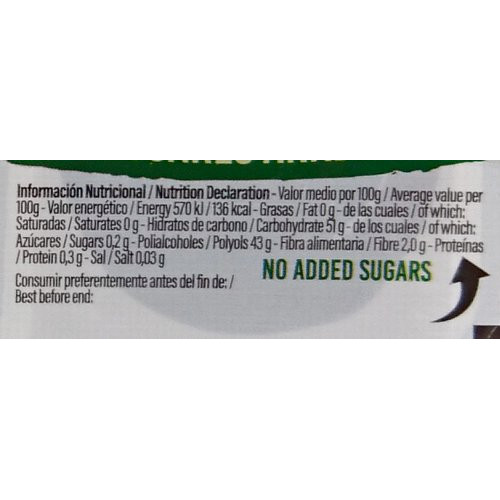 Información Nutricional / Nutrition Declaration - Valor medio por 100g / Average value per
100g - Valor energético / Energy 570 kJ / 136 kcal - Grasas / Fat 0 g - de las cuales / of which:
Saturadas / Saturates 0 g - Hidratos de carbono / Carbohydrate 51 g - de los cuales / of which:
Azúcares / Sugars 0,2 g - Polialcoholes / Polyols 43 g - Fibra alimentaria / Fibre 2,0 g - Proteínas
/ Protein 0,3 g - Sal / Salt 0,03 g
NO ADDED SUGARS
Consumir preferentemente antes del fin de: /
Best before end: